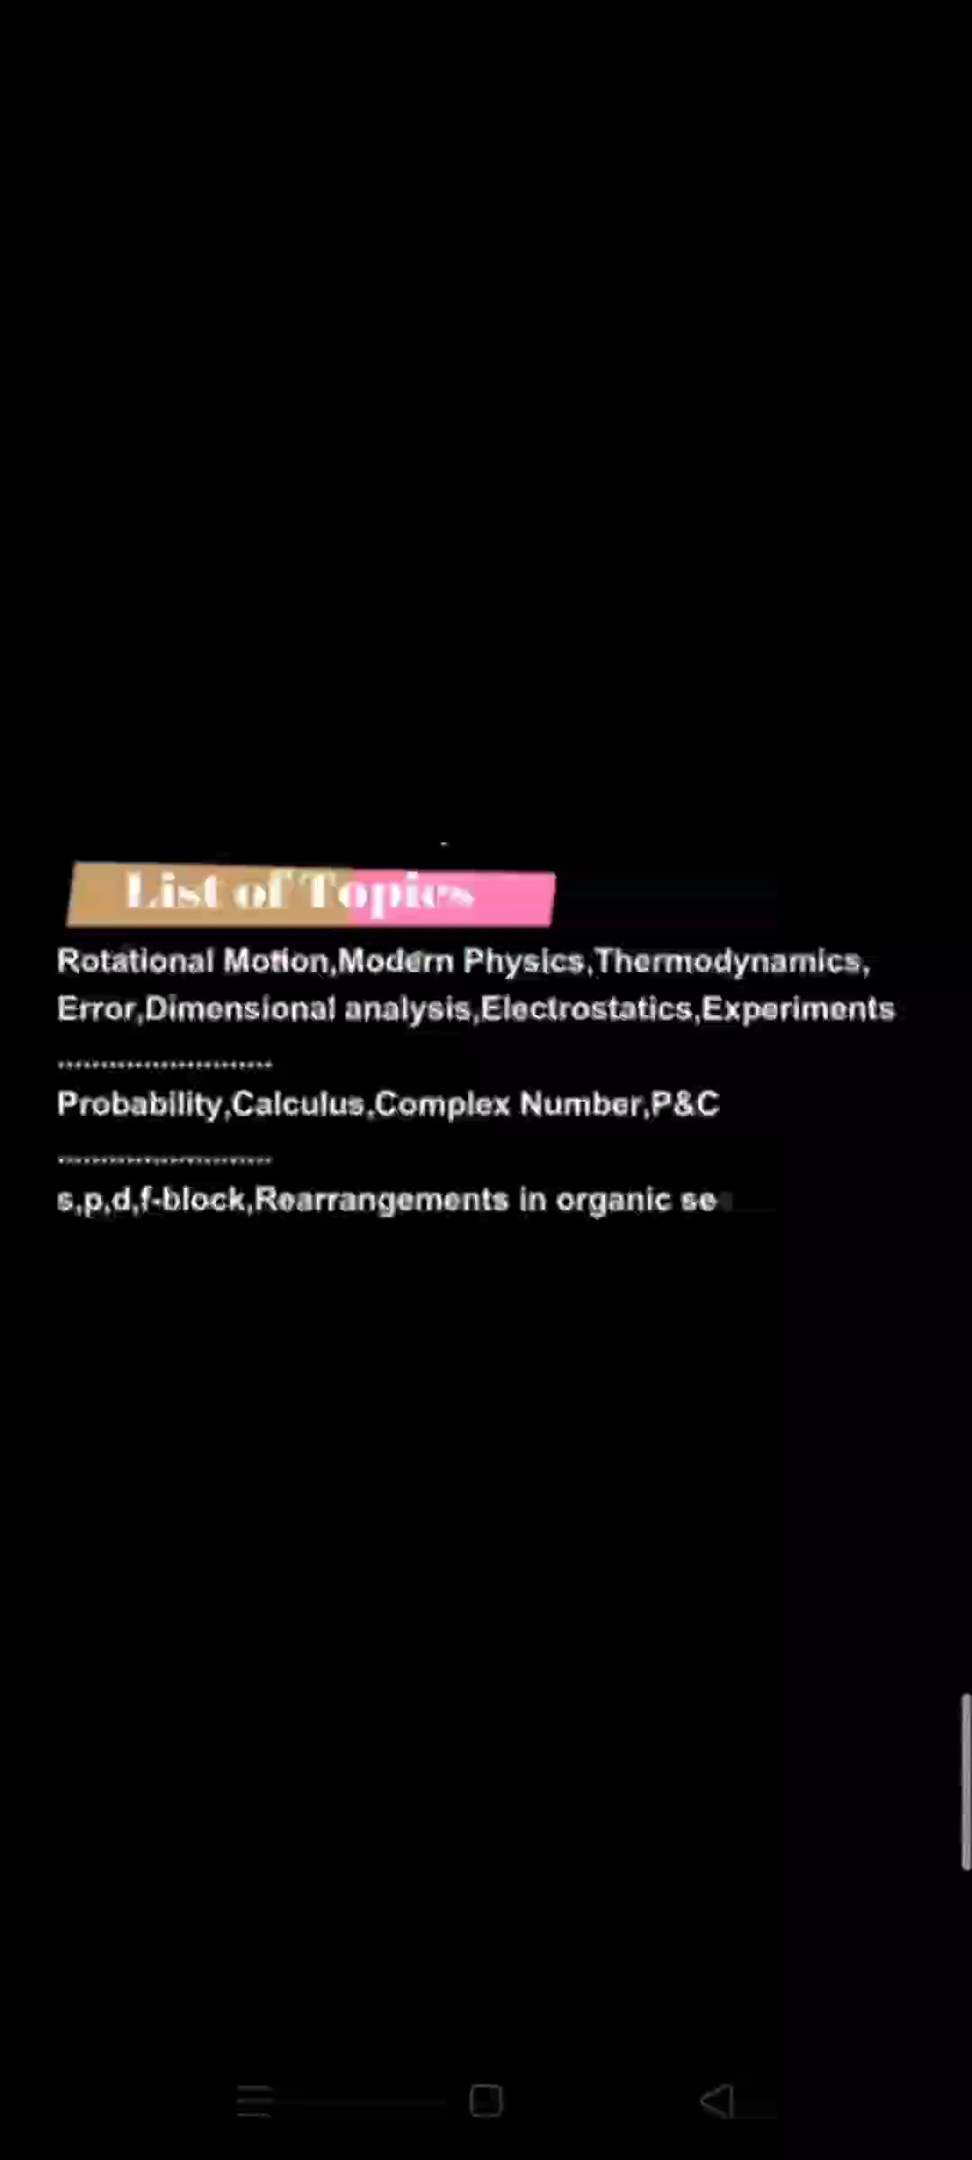 List of Topics
Rotational Motion,Modern Physics,Thermodynamics,
Error,Dimensional analysis,Electrostatics,Experiments
.........................
Probability,Calculus,Complex Number,P&C
.........................
s,p,d,f-block,Rearrangements in organic se